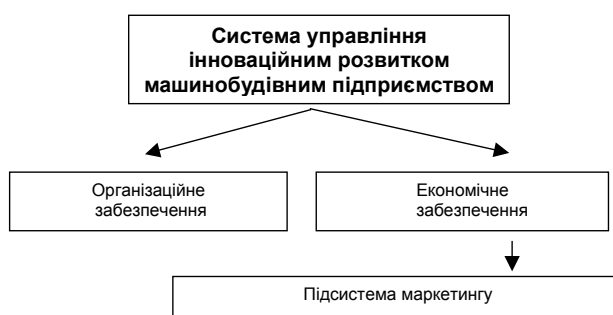 Система управління
інноваційним розвитком
машинобудівним підприємством
Організаційне
забезпечення
Економічне
забезпечення
Підсистема маркетингу